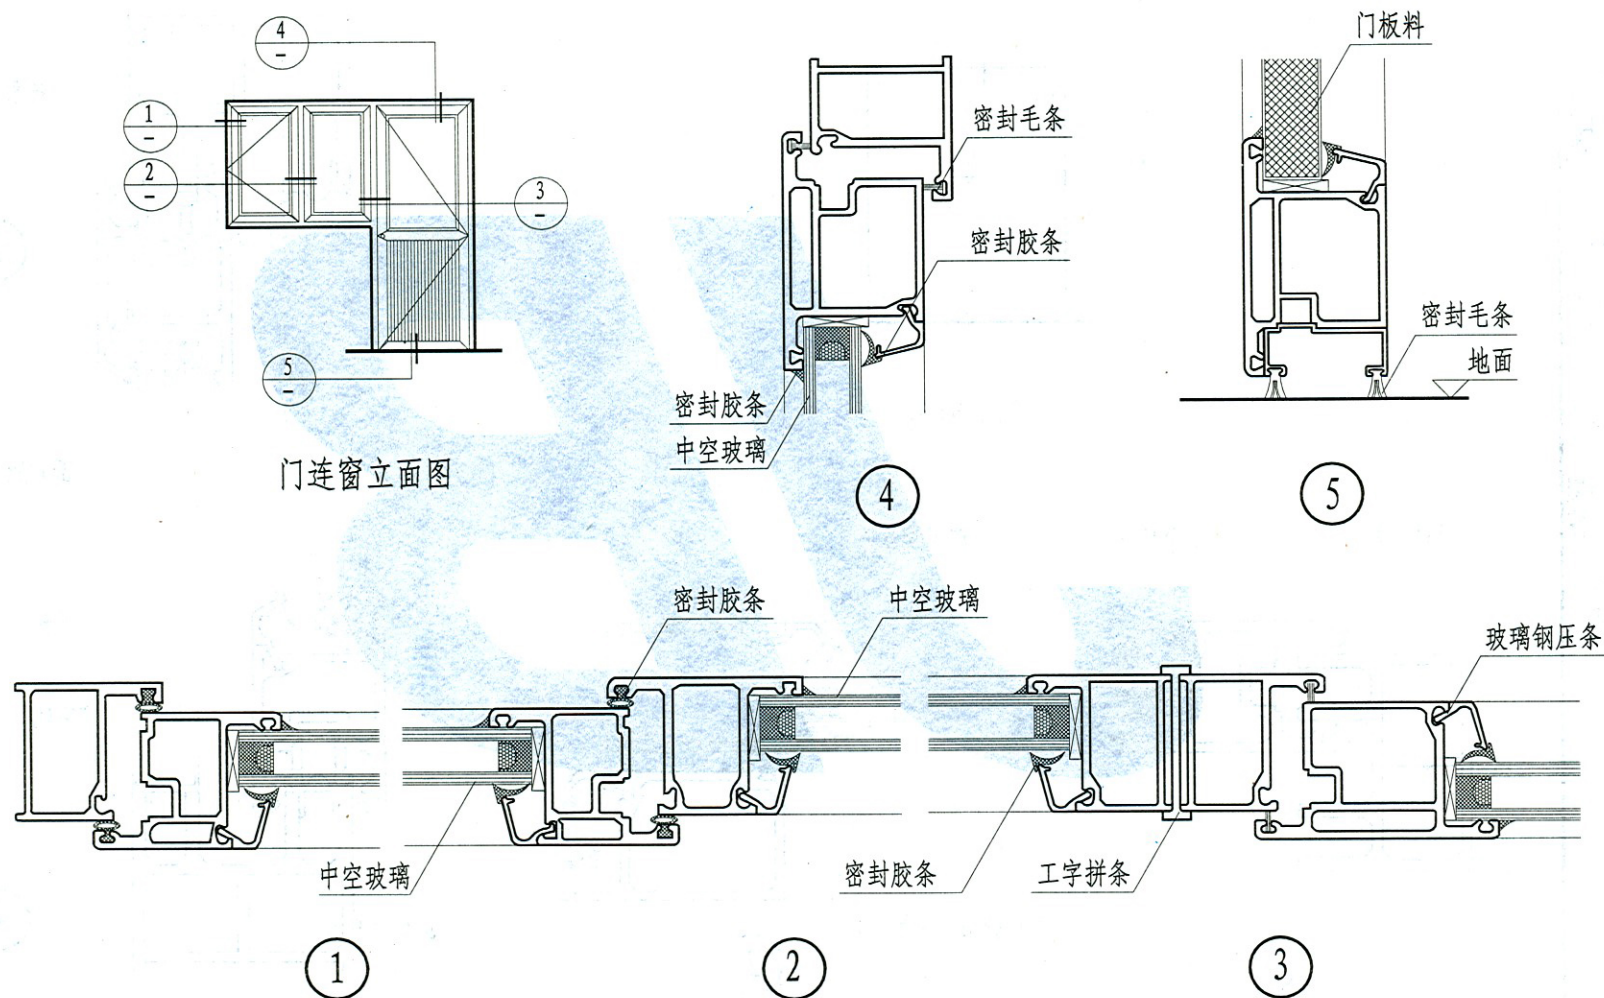 4
–
1
–
2
–
3
–
5
–
门连窗立面图
密封毛条
密封胶条
密封胶条
中空玻璃
4
门板料
密封毛条
地面
5
密封胶条
中空玻璃
玻璃钢压条
中空玻璃
密封胶条
工字拼条
1
2
3